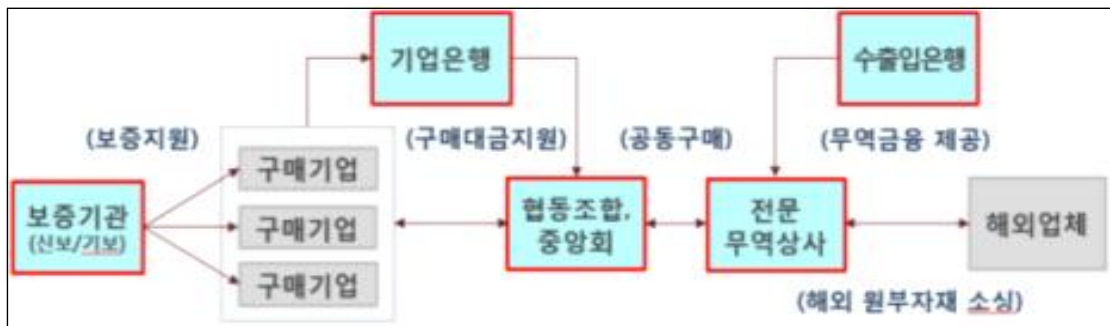 기업은행
수출입은행
(보증지원)
(구매대금지원)
(공동구매)
(무역금융 제공)
구매기업
보증기관
(신보/기보)
구매기업
협동조합,
중앙회
전문
무역상사
해외업체
구매기업
(해외 원부자재 소싱)